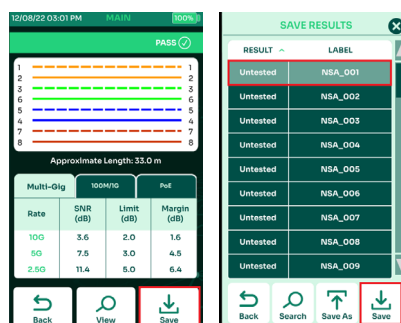 12/08/22 03:01 PM MAIN 100%
PASS
1 1
2 2
3 3
6 6
5 5
4 4
7 7
8 8
Approximate Length: 33.0 m
Multi-Gig 100M/1G PoE
Rate SNR (dB) Limit (dB) Margin (dB)
10G 3.6 2.0 1.6
5G 7.5 3.0 4.5
2.5G 11.4 5.0 6.4
Back View Save
SAVE RESULTS
RESULT LABEL
Untested NSA_001
Untested NSA_002
Untested NSA_003
Untested NSA_004
Untested NSA_005
Untested NSA_006
Untested NSA_007
Untested NSA_008
Untested NSA_009
Back Search Save As Save